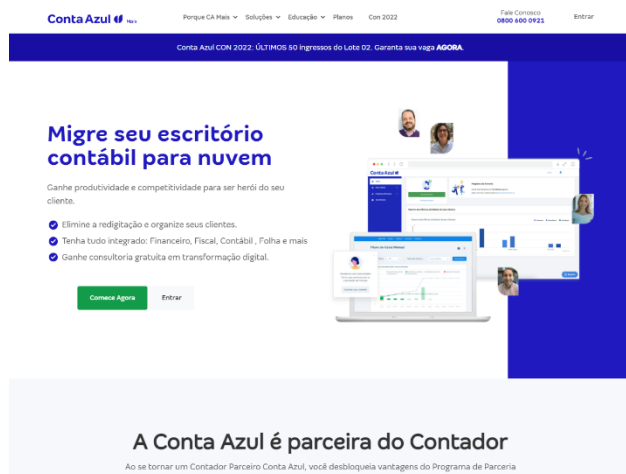 Conta Azul Mais
Porque CA Mais Soluções Educação Planos Con 2022
Fale Conosco
0800 600 0921
Entrar
Conta Azul CON 2022: ÚLTIMOS 50 ingressos do Lote 02. Garanta sua vaga AGORA.
Migre seu escritório
contábil para nuvem
Ganhe produtividade e competitividade para ser herói do seu
cliente.
Elimine a redigitação e organize seus clientes.
Tenha tudo integrado: Financeiro, Fiscal, Contábil , Folha e mais
Ganhe consultoria gratuita em transformação digital.
Comece Agora Entrar
Conta Azul
A Conta Azul é parceira do Contador
Ao se tornar um Contador Parceiro Conta Azul, você desbloqueia vantagens do Programa de Parceria